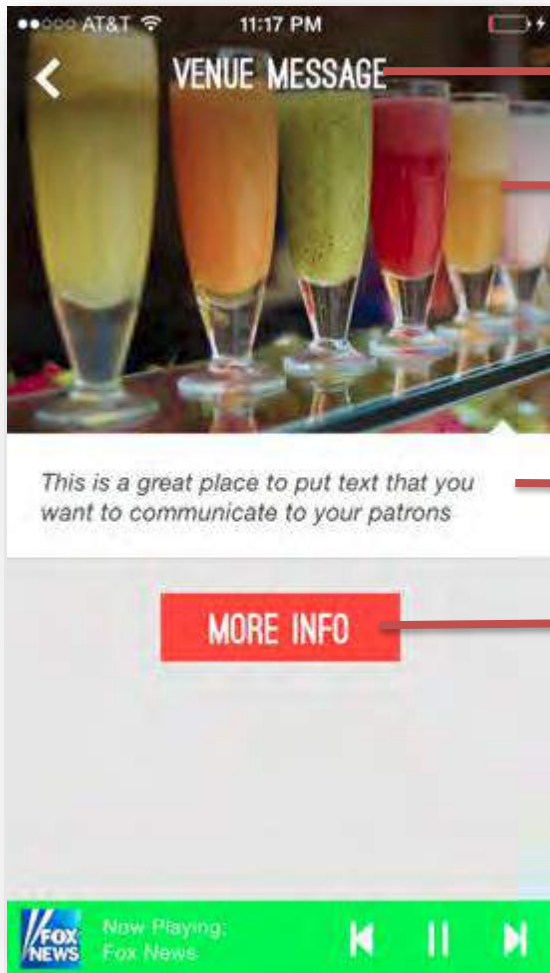 AT&T 11:17 PM
VENUE MESSAGE
This is a great place to put text that you
want to communicate to your patrons
MORE INFO
FOX
NEWS
Now Playing:
Fox News